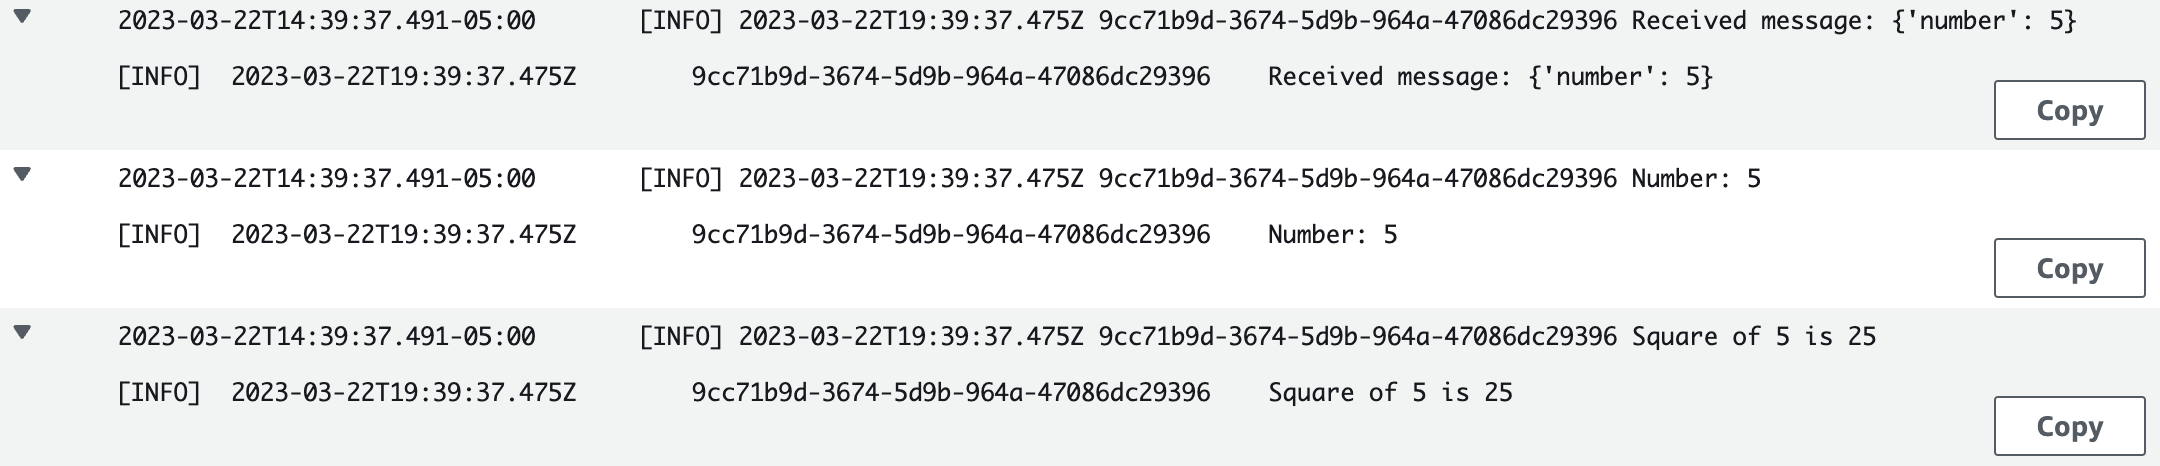 2023-03-22T14:39:37.491-05:00 [INFO] 2023-03-22T19:39:37.475Z 9cc71b9d-3674-5d9b-964a-47086dc29396 Received message: {'number': 5}
[INFO] 2023-03-22T19:39:37.475Z 9cc71b9d-3674-5d9b-964a-47086dc29396 Received message: {'number': 5}
Copy
2023-03-22T14:39:37.491-05:00 [INFO] 2023-03-22T19:39:37.475Z 9cc71b9d-3674-5d9b-964a-47086dc29396 Number: 5
[INFO] 2023-03-22T19:39:37.475Z 9cc71b9d-3674-5d9b-964a-47086dc29396 Number: 5
Copy
2023-03-22T14:39:37.491-05:00 [INFO] 2023-03-22T19:39:37.475Z 9cc71b9d-3674-5d9b-964a-47086dc29396 Square of 5 is 25
[INFO] 2023-03-22T19:39:37.475Z 9cc71b9d-3674-5d9b-964a-47086dc29396 Square of 5 is 25
Copy